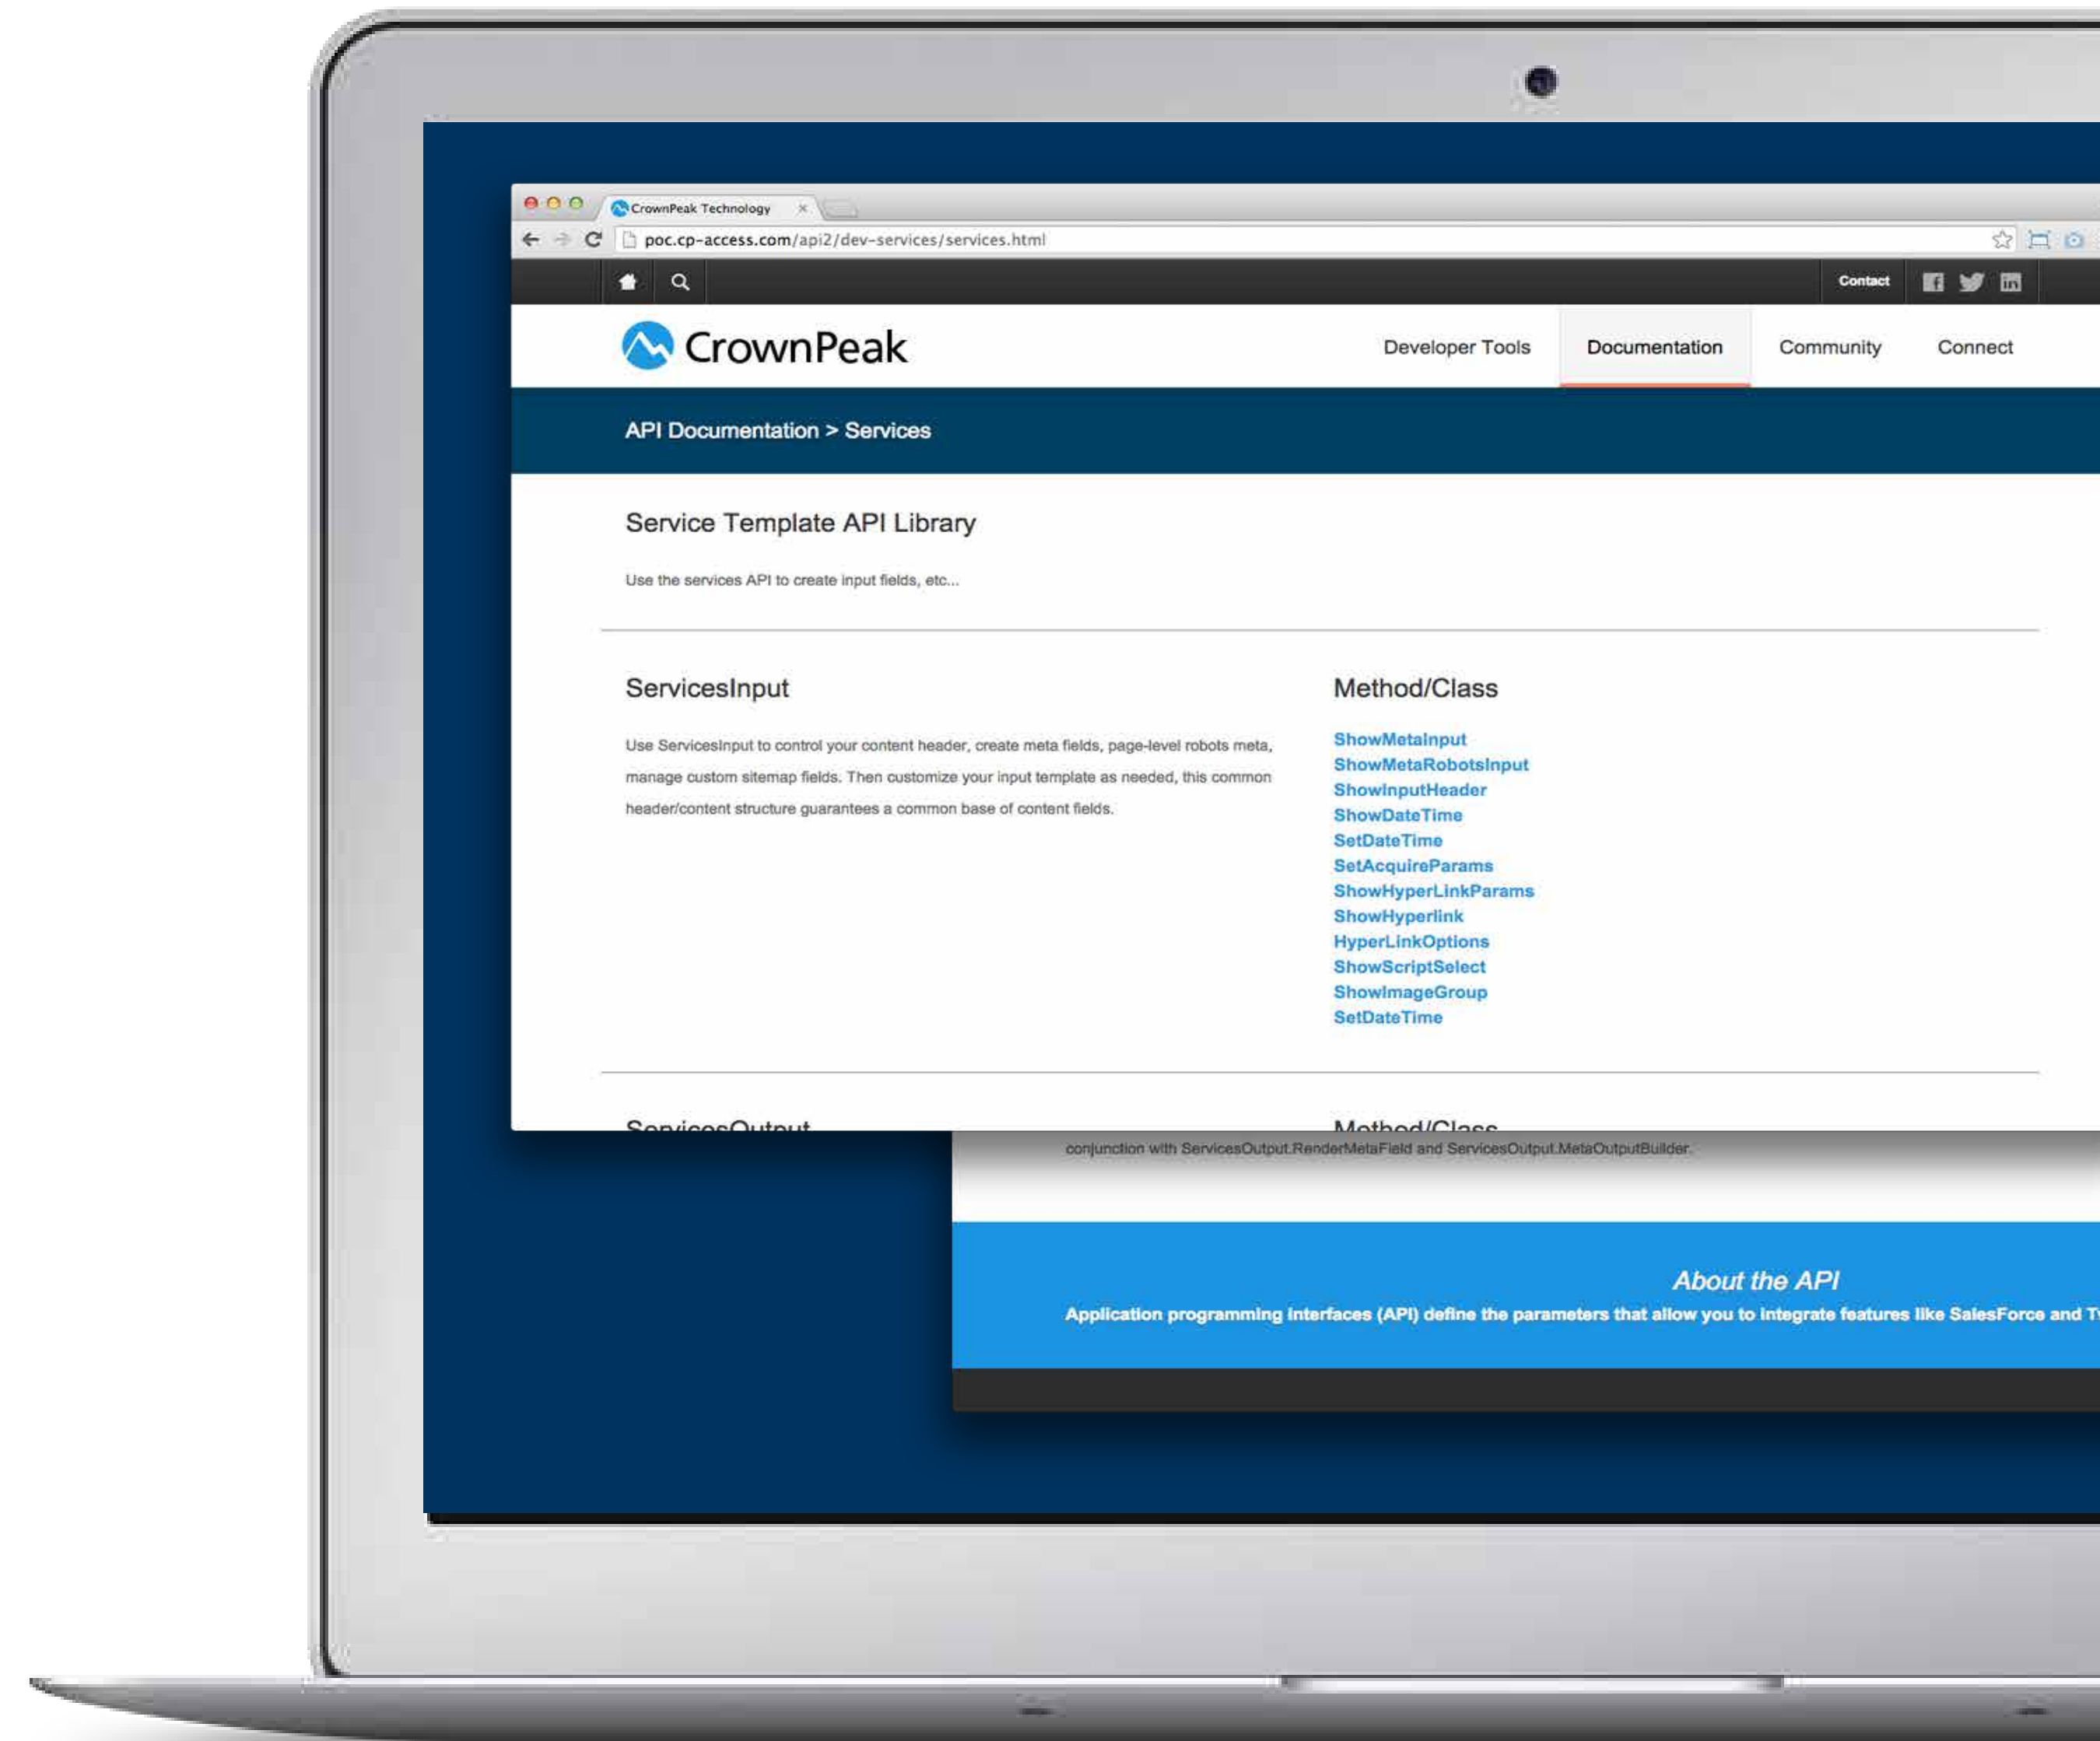 CrownPeak Technology
poc.cp-access.com/api2/dev-services/services.html
Contact
CrownPeak
Developer Tools
Documentation
Community
Connect
API Documentation > Services
Service Template API Library
Use the services API to create input fields, etc...
ServicesInput
Use ServicesInput to control your content header, create meta fields, page-level robots meta,
manage custom sitemap fields. Then customize your input template as needed, this common
header/content structure guarantees a common base of content fields.
Method/Class
ShowMetaInput
ShowMetaRobotsInput
ShowInputHeader
ShowDateTime
SetDateTime
SetAcquireParams
ShowHyperLinkParams
ShowHyperlink
HyperLinkOptions
ShowScriptSelect
ShowImageGroup
SetDateTime
ServicesOutput
Method/Class
conjunction with ServicesOutput.RenderMetaField and ServicesOutput.MetaOutputBuilder.
About the API
Application programming interfaces (API) define the parameters that allow you to integrate features like SalesForce and